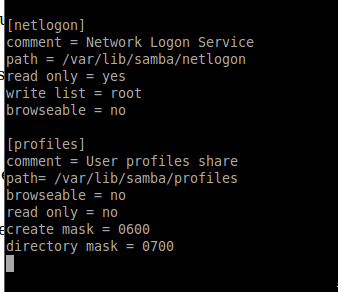 [netlogon]
comment = Network Logon Service
path = /var/lib/samba/netlogon
read only = yes
write list = root
browseable = no
[profiles]
comment = User profiles share
path= /var/lib/samba/profiles
browseable = no
read only = no
create mask = 0600
directory mask = 0700